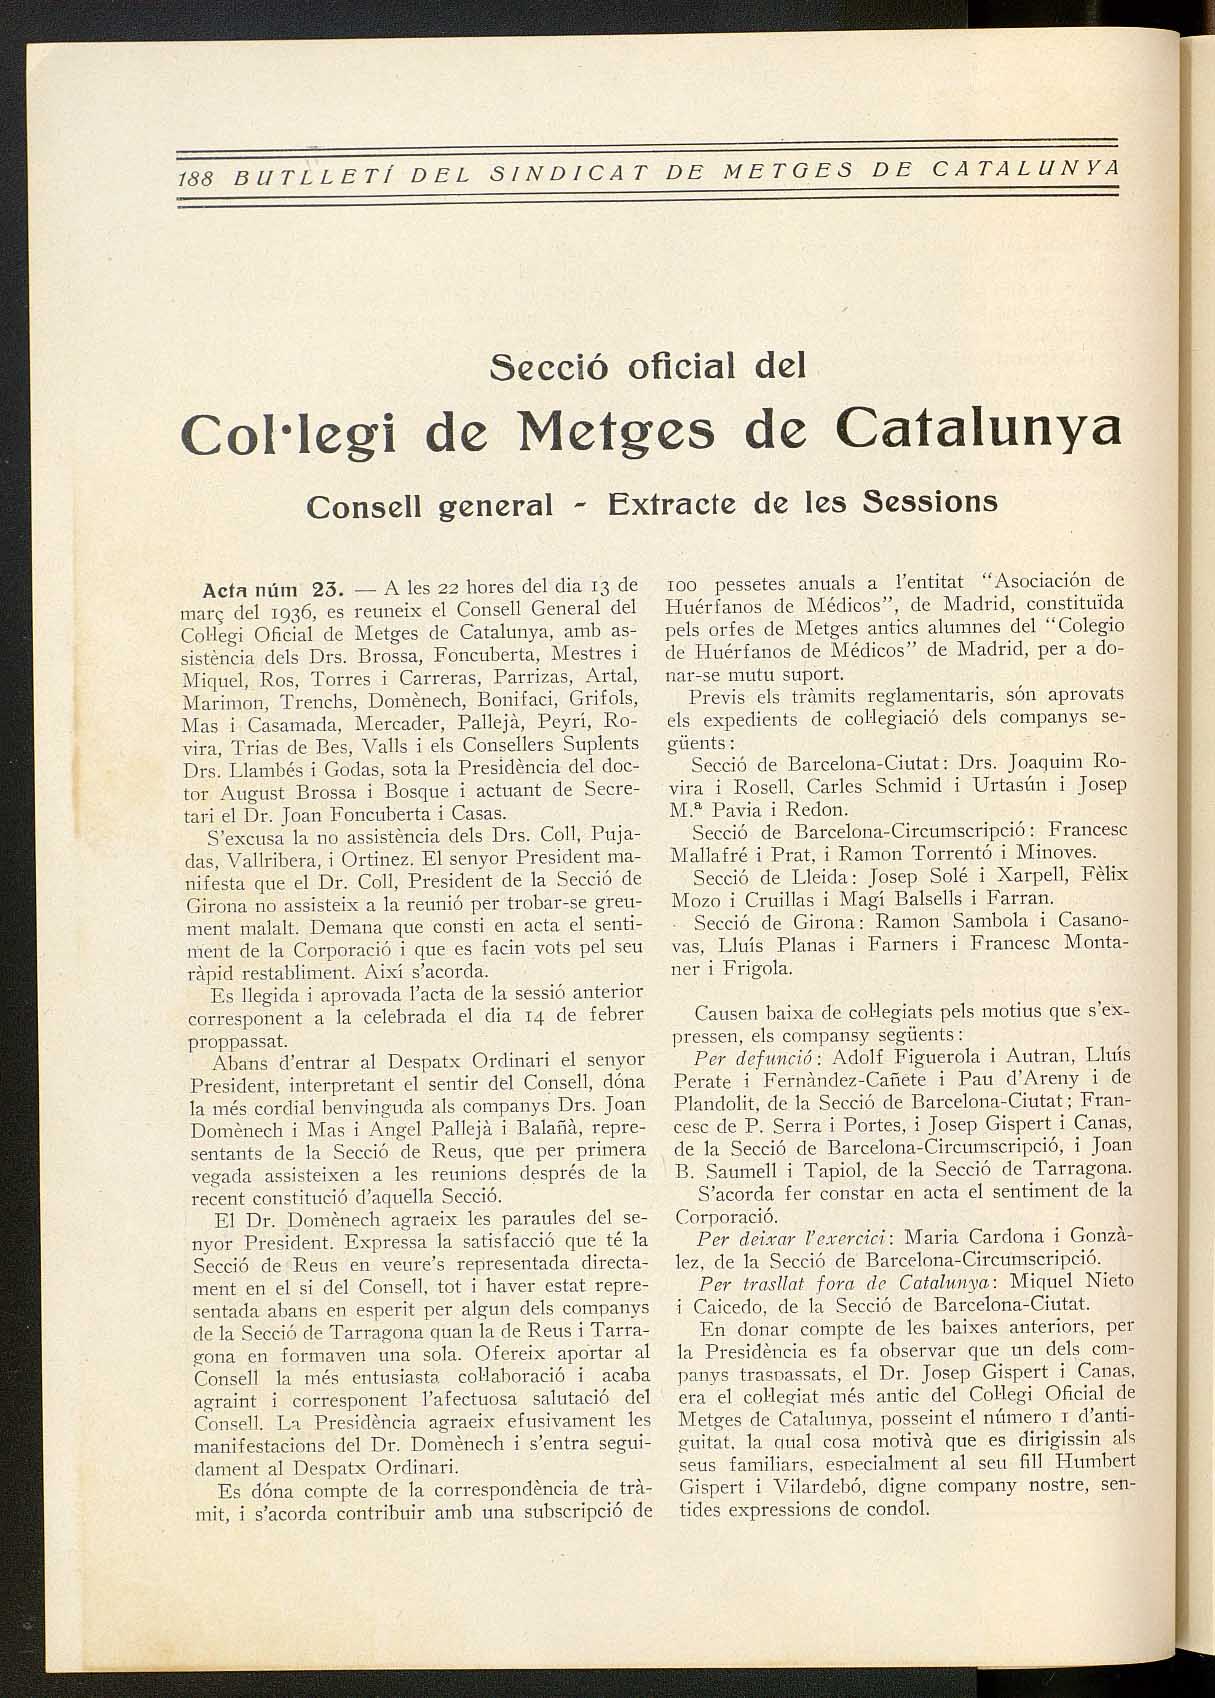 188 BUTLLETÍ DEL SINDICAT DE METGES DE CATALUNYA
Secció oficial del
Col·legi de Metges de Catalunya
Consell general - Extracte de les Sessions
Acta núm 23. — A les 22 hores del dia 13 de
març del 1936, es reuneix el Consell General del
Col·legi Oficial de Metges de Catalunya, amb as-
sistència dels Drs. Brossa, Foncuberta, Mestres i
Miquel, Ros, Torres i Carreras, Parrizas, Artal,
Marimon, Trenchs, Domènech, Bonifaci, Grifols,
Mas i Casamada, Mercader, Pallejà, Peyrí, Ro-
vira, Trias de Bes, Valls i els Consellers Suplents
Drs. Llambés i Godas, sota la Presidència del doc-
tor August Brossa i Bosque i actuant de Secre-
tari el Dr. Joan Foncuberta i Casas.
S'excusa la no assistència dels Drs. Coll, Puja-
das, Vallribera, i Ortinez. El senyor President ma-
nifesta que el Dr. Coll, President de la Secció de
Girona no assisteix a la reunió per trobar-se greu-
ment malalt. Demana que consti en acta el senti-
ment de la Corporació i que es facin vots pel seu
ràpid restabliment. Així s'acorda.
Es llegida i aprovada l'acta de la sessió anterior
corresponent a la celebrada el dia 14 de febrer
proppassat.
Abans d'entrar al Despatx Ordinari el senyor
President, interpretant el sentir del Consell, dóna
la més cordial benvinguda als companys Drs. Joan
Domènech i Mas i Angel Pallejà i Balañà, repre-
sentants de la Secció de Reus, que per primera
vegada assisteixen a les reunions després de la
recent constitució d'aquella Secció.
El Dr. Domènech agraeix les paraules del se-
nyor President. Expressa la satisfacció que té la
Secció de Reus en veure's representada directa-
ment en el si del Consell, tot i haver estat repre-
sentada abans en esperit per algun dels companys
de la Secció de Tarragona quan la de Reus i Tarra-
gona en formaven una sola. Ofereix aportar al
Consell la més entusiasta col·laboració i acaba
agraint i corresponent l'afectuosa salutació del
Consell. La Presidència agraeix efusivament les
manifestacions del Dr. Domènech i s'entra segui-
dament al Despatx Ordinari.
Es dóna compte de la correspondència de trà-
mit, i s'acorda contribuir amb una subscripció de
100 pessetes anuals a l'entitat "Asociación de
Huérfanos de Médicos", de Madrid, constituïda
pels orfes de Metges antics alumnes del "Colegio
de Huérfanos de Médicos" de Madrid, per a do-
nar-se mutu suport.
Previs els tràmits reglamentaris, són aprovats
els expedients de col·legiació dels companys se-
güents:
Secció de Barcelona-Ciutat: Drs. Joaquim Ro-
vira i Rosell, Carles Schmid i Urtasún i Josep
M.ª Pavia i Redon.
Secció de Barcelona-Circumscripció: Francesc
Mallafré i Prat, i Ramon Torrentó i Minoves.
Secció de Lleida: Josep Solé i Xarpell, Fèlix
Mozo i Cruillas i Magí Balsells i Farran.
Secció de Girona: Ramon Sambola i Casano-
vas, Lluís Planas i Farners i Francesc Monta-
ner i Frigola.
Causen baixa de col·legiats pels motius que s'ex-
pressen, els compansy següents:
Per defunció: Adolf Figuerola i Autran, Lluís
Perate i Fernàndez-Cañete i Pau d'Areny i de
Plandolit, de la Secció de Barcelona-Ciutat; Fran-
cesc de P. Serra i Portes, i Josep Gispert i Canas,
de la Secció de Barcelona-Circumscripció, i Joan
B. Saumell i Tapiol, de la Secció de Tarragona.
S'acorda fer constar en acta el sentiment de la
Corporació.
Per deixar l'exercici: Maria Cardona i Gonzà-
lez, de la Secció de Barcelona-Circumscripció.
Per trasllat fora de Catalunya: Miquel Nieto
i Caicedo, de la Secció de Barcelona-Ciutat.
En donar compte de les baixes anteriors, per
la Presidència es fa observar que un dels com-
panys traspassats, el Dr. Josep Gispert i Canas,
era el col·legiat més antic del Col·legi Oficial de
Metges de Catalunya, posseint el número 1 d'anti-
guitat, la qual cosa motivà que es dirigissin als
seus familiars, especialment al seu fill Humbert
Gispert i Vilardebó, digne company nostre, sen-
tides expressions de condol.